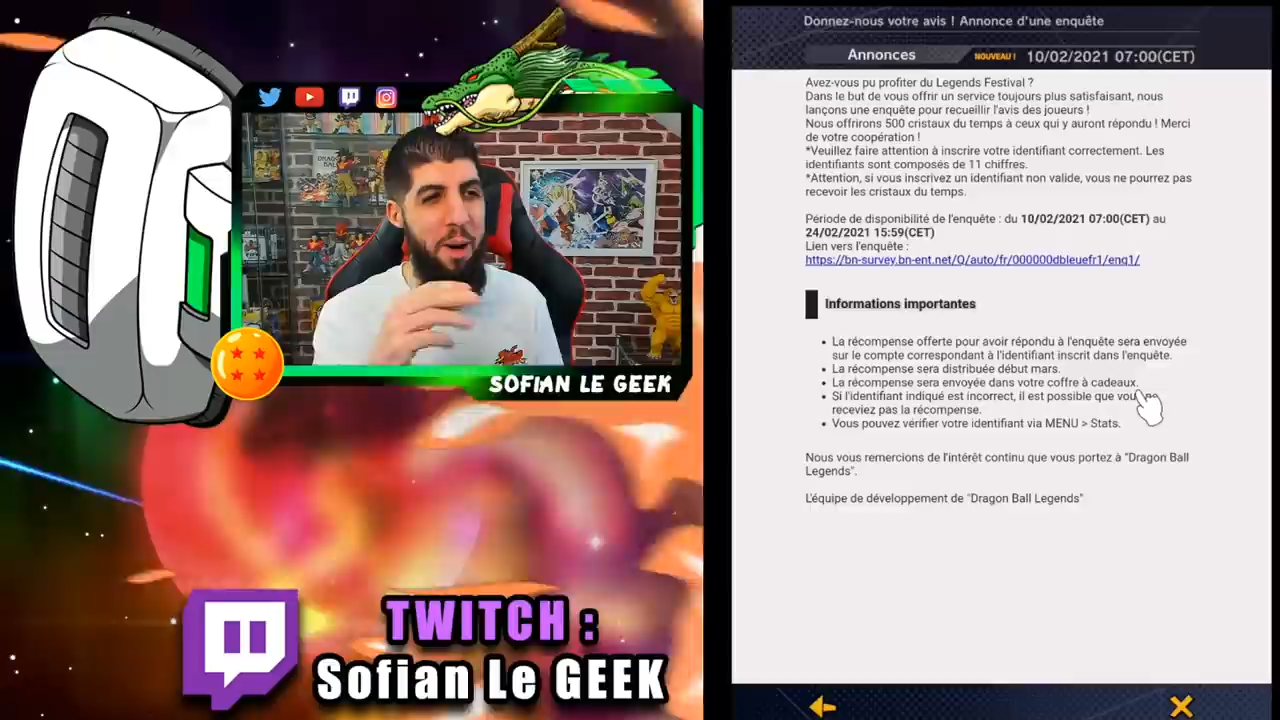 Donnez-nous votre avis ! Annonce d'une enquête
Annonces NOUVEAU ! 10/02/2021 07:00(CET)
Avez-vous pu profiter du Legends Festival ?
Dans le but de vous offrir un service toujours plus satisfaisant, nous
lançons une enquête pour recueillir l'avis des joueurs !
Nous offrirons 500 cristaux du temps à ceux qui y auront répondu ! Merci
de votre coopération !
*Veuillez faire attention à inscrire votre identifiant correctement. Les
identifiants sont composés de 11 chiffres.
*Attention, si vous inscrivez un identifiant non valide, vous ne pourrez pas
recevoir les cristaux du temps.
Période de disponibilité de l'enquête : du 10/02/2021 07:00(CET) au
24/02/2021 15:59(CET)
Lien vers l'enquête :
https://bn-survey.bn-ent.net/Q/auto/fr/000000dbleuefr1/enq1/
Informations importantes
• La récompense offerte pour avoir répondu à l'enquête sera envoyée
sur le compte correspondant à l'identifiant inscrit dans l'enquête.
• La récompense sera distribuée début mars.
• La récompense sera envoyée dans votre coffre à cadeaux.
• Si l'identifiant indiqué est incorrect, il est possible que vous ne
receviez pas la récompense.
• Vous pouvez vérifier votre identifiant via MENU > Stats.
Nous vous remercions de l'intérêt continu que vous portez à "Dragon Ball
Legends".
L'équipe de développement de "Dragon Ball Legends"
SOFIAN LE GEEK
TWITCH :
Sofian Le GEEK